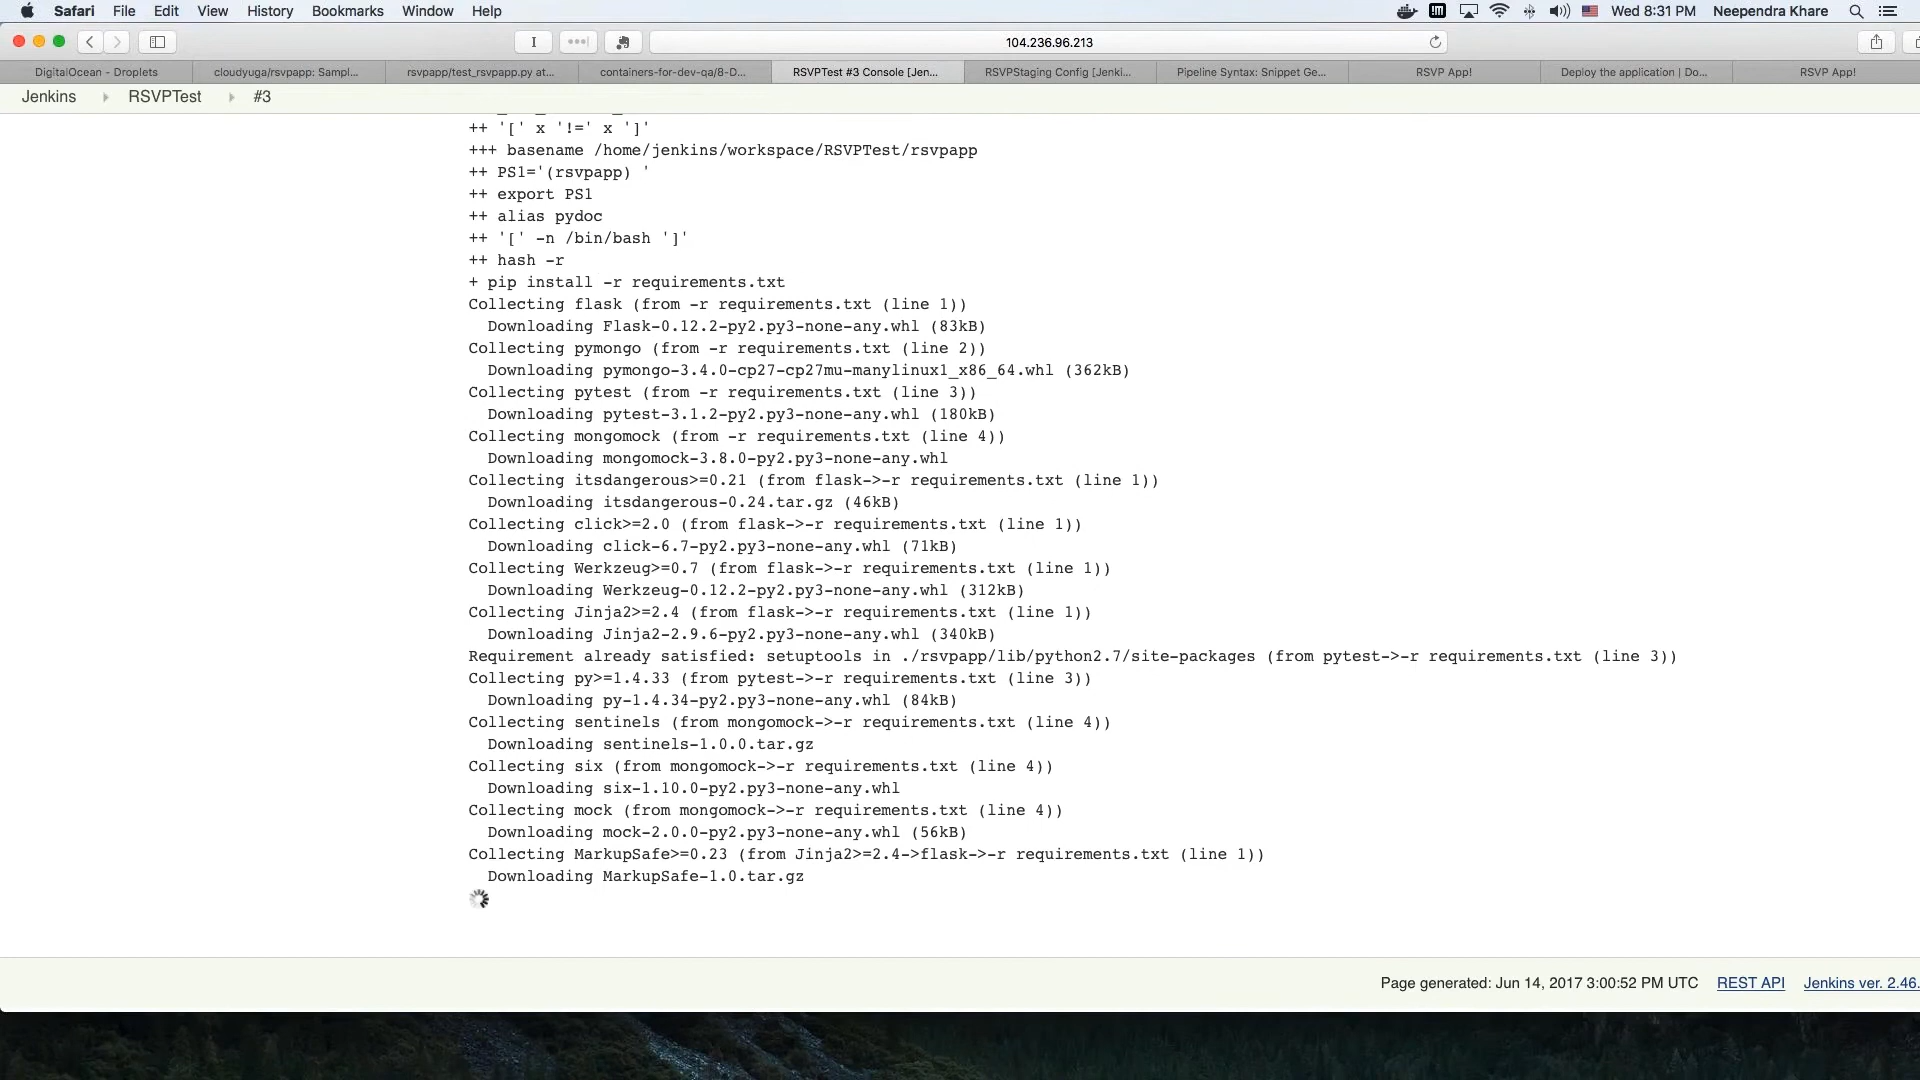 Safari File Edit View History Bookmarks Window Help Wed 8:31 PM Neependra Khare
104.236.96.213
DigitalOcean - Droplets cloudyuga/rsvpapp: Sampl... rsvpapp/test_rsvpapp.py at... containers-for-dev-qa/8-D... RSVPTest #3 Console [Jen... RSVPStaging Config [Jenki... Pipeline Syntax: Snippet Ge... RSVP App! Deploy the application | Do... RSVP App!
Jenkins RSVPTest #3
++ '[' x '!=' x ']'
+++ basename /home/jenkins/workspace/RSVPTest/rsvpapp
++ PS1='(rsvpapp) '
++ export PS1
++ alias pydoc
++ '[' -n /bin/bash ']'
++ hash -r
+ pip install -r requirements.txt
Collecting flask (from -r requirements.txt (line 1))
Downloading Flask-0.12.2-py2.py3-none-any.whl (83kB)
Collecting pymongo (from -r requirements.txt (line 2))
Downloading pymongo-3.4.0-cp27-cp27mu-manylinux1_x86_64.whl (362kB)
Collecting pytest (from -r requirements.txt (line 3))
Downloading pytest-3.1.2-py2.py3-none-any.whl (180kB)
Collecting mongomock (from -r requirements.txt (line 4))
Downloading mongomock-3.8.0-py2.py3-none-any.whl
Collecting itsdangerous>=0.21 (from flask->-r requirements.txt (line 1))
Downloading itsdangerous-0.24.tar.gz (46kB)
Collecting click>=2.0 (from flask->-r requirements.txt (line 1))
Downloading click-6.7-py2.py3-none-any.whl (71kB)
Collecting Werkzeug>=0.7 (from flask->-r requirements.txt (line 1))
Downloading Werkzeug-0.12.2-py2.py3-none-any.whl (312kB)
Collecting Jinja2>=2.4 (from flask->-r requirements.txt (line 1))
Downloading Jinja2-2.9.6-py2.py3-none-any.whl (340kB)
Requirement already satisfied: setuptools in ./rsvpapp/lib/python2.7/site-packages (from pytest->-r requirements.txt (line 3))
Collecting py>=1.4.33 (from pytest->-r requirements.txt (line 3))
Downloading py-1.4.34-py2.py3-none-any.whl (84kB)
Collecting sentinels (from mongomock->-r requirements.txt (line 4))
Downloading sentinels-1.0.0.tar.gz
Collecting six (from mongomock->-r requirements.txt (line 4))
Downloading six-1.10.0-py2.py3-none-any.whl
Collecting mock (from mongomock->-r requirements.txt (line 4))
Downloading mock-2.0.0-py2.py3-none-any.whl (56kB)
Collecting MarkupSafe>=0.23 (from Jinja2>=2.4->flask->-r requirements.txt (line 1))
Downloading MarkupSafe-1.0.tar.gz
Page generated: Jun 14, 2017 3:00:52 PM UTC REST API Jenkins ver. 2.46.